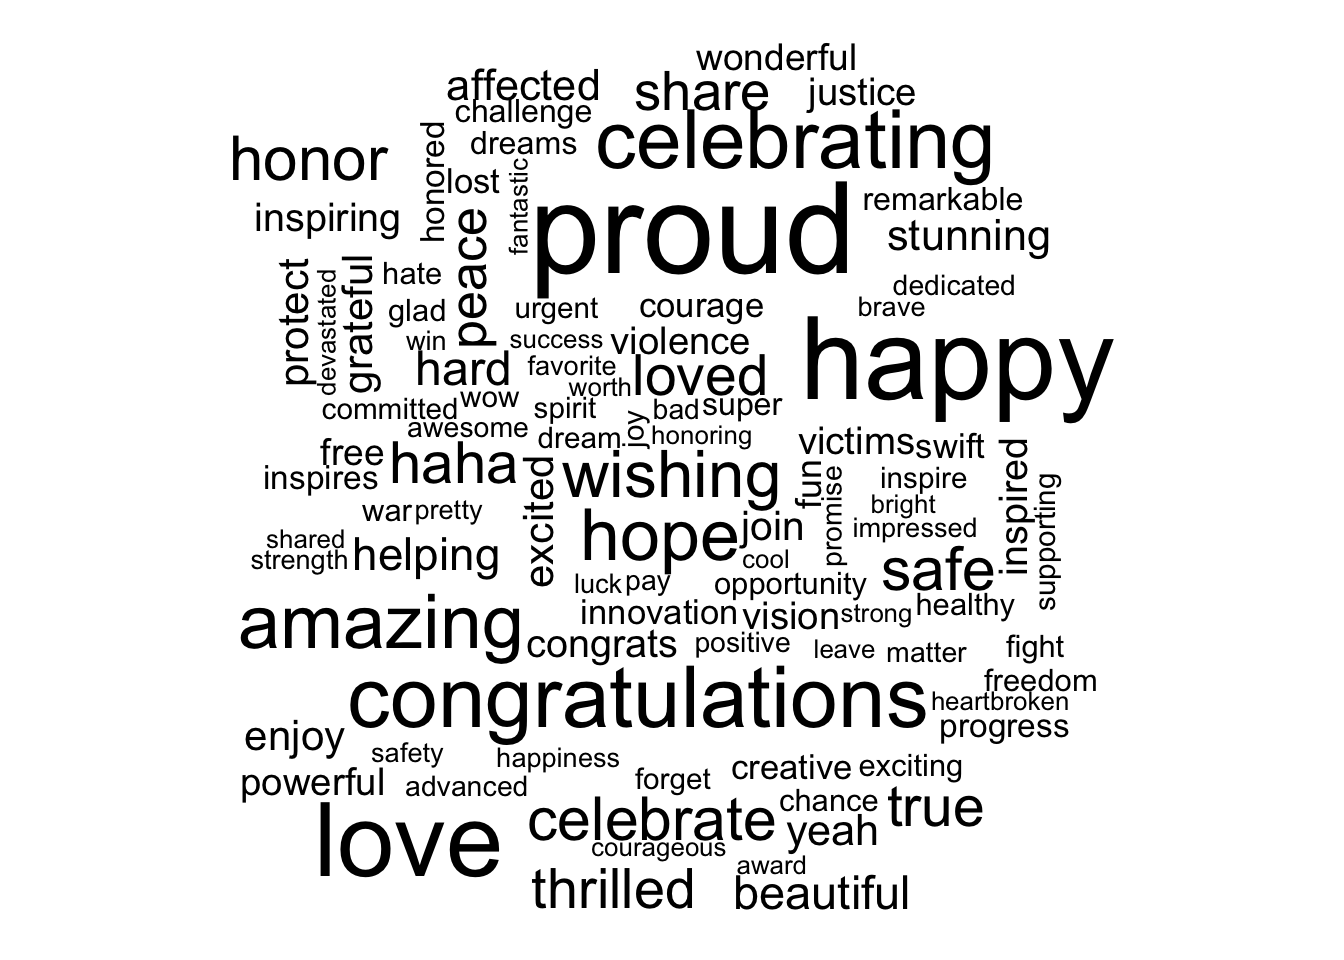 wonderful
affected
share
justice
challenge
celebrating
honored
dreams
honor
fantastic
lost
proud
remarkable
inspiring
peace
stunning
protect
devastated
grateful
hate
dedicated
glad
urgent
courage
brave
win
success
violence
happy
hard
favorite
loved
worth
committed
wow
spirit
joy
bad
super
awesome
dream
honoring
victims
swift
free
haha
excited
wishing
fun
promise
inspire
inspired
supporting
inspires
war
pretty
bright
hope
join
impressed
shared
strength
helping
cool
safe
luck
pay
opportunity
amazing
innovation
vision
strong
healthy
congrats
positive
leave
matter
fight
congratulations
freedom
heartbroken
enjoy
progress
safety
happiness
creative
exciting
powerful
advanced
forget
love
celebrate
chance
true
yeah
courageous
award
thrilled
beautiful